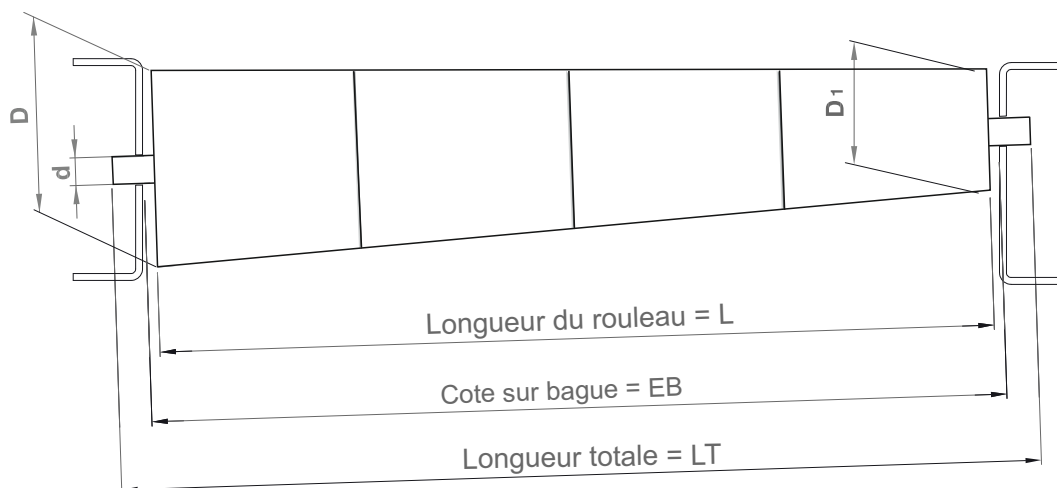 D
d
D1
Longueur du rouleau = L
Cote sur bague = EB
Longueur totale = LT